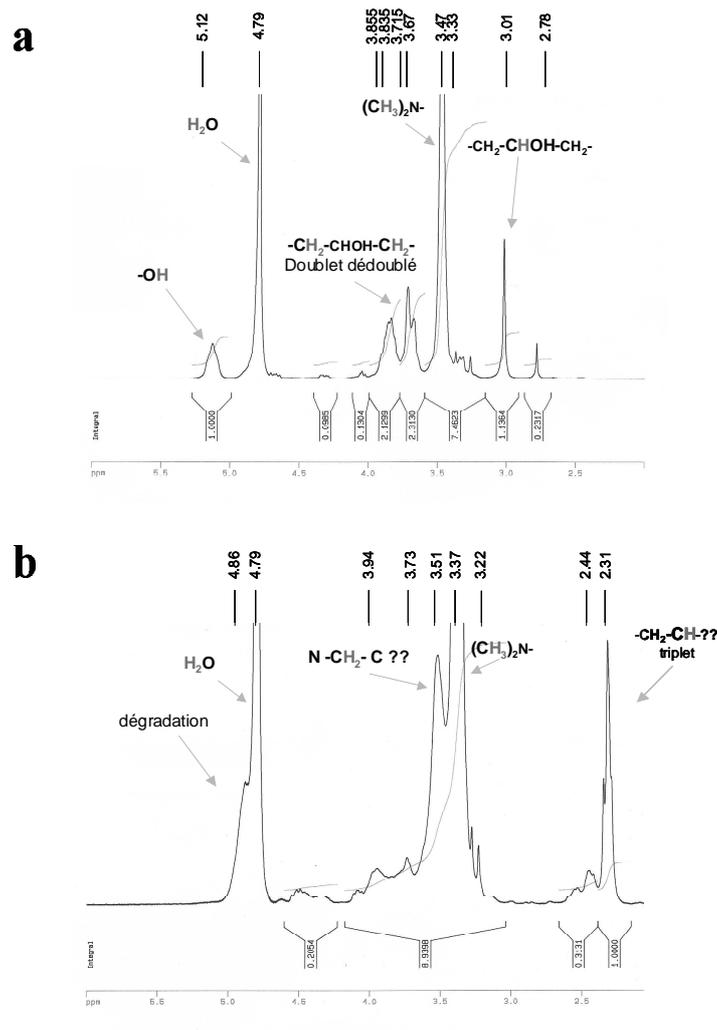 a
5.12
4.79
3.855
3.835
3.715
3.67
3.47
3.33
3.01
2.78
(CH3)2N-
H2O
-CH2-CHOH-CH2-
-CH2-CHOH-CH2-
Doublet dédoublé
-OH
Integral
1.0000
0.0985
0.1304
2.1299
2.3130
7.4623
1.1364
0.2317
ppm 5.5 5.0 4.5 4.0 3.5 3.0 2.5
b
4.86
4.79
3.94
3.73
3.51
3.37
3.22
2.44
2.31
-CH2-CH-??
triplet
N -CH2- C ??
(CH3)2N-
H2O
dégradation
Integral
0.2054
8.9398
0.3131
1.0000
ppm 5.5 5.0 4.5 4.0 3.5 3.0 2.5